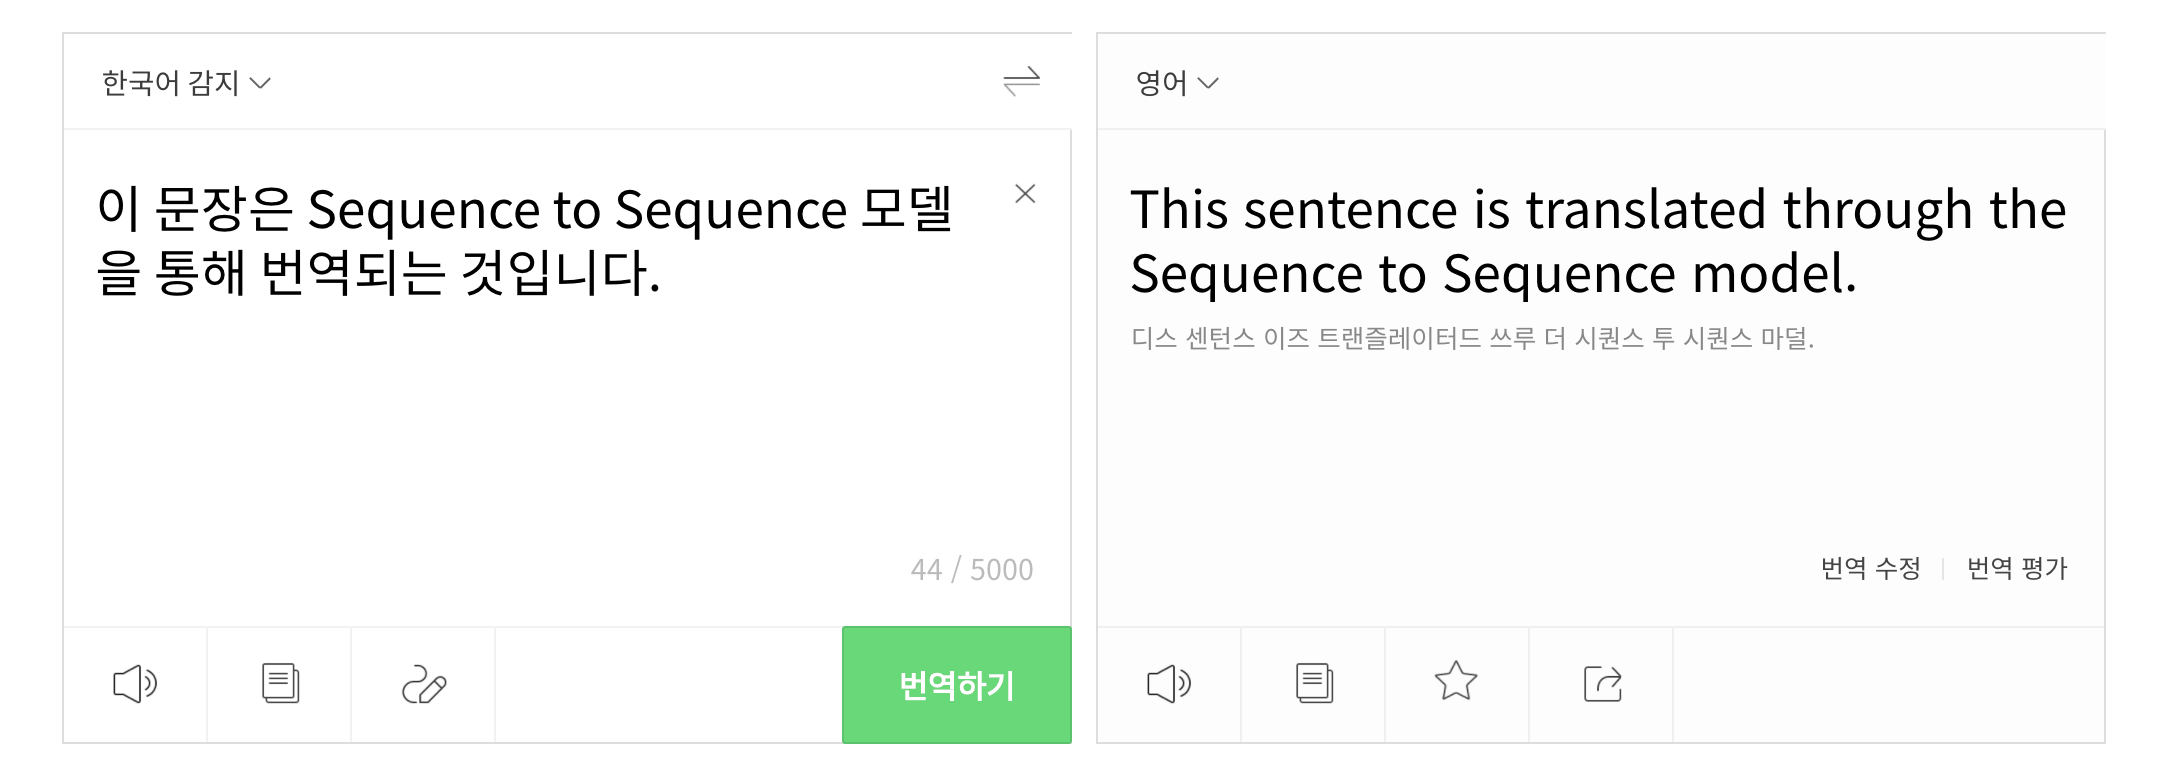 한국어 감지
이 문장은 Sequence to Sequence 모델
을 통해 번역되는 것입니다.
44 / 5000
번역하기
영어
This sentence is translated through the
Sequence to Sequence model.
디스 센턴스 이즈 트랜즐레이터드 쓰루 더 시퀀스 투 시퀀스 마덜.
번역 수정 번역 평가